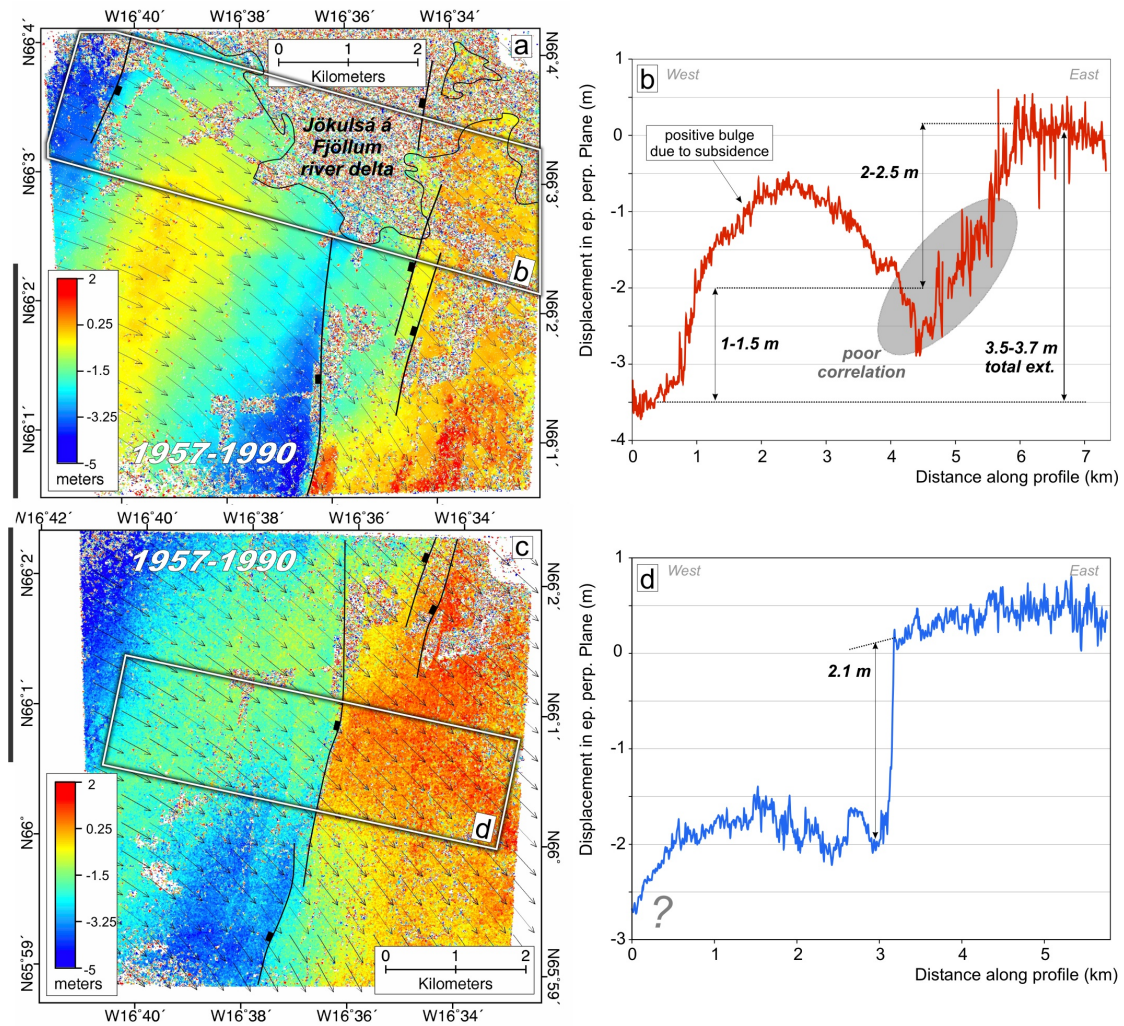 W16°40´ W16°38´ W16°36´ W16°34´
N66°4´
N66°3´
N66°2´
N66°1´
a
0 1 2
Kilometers
Jökulsá á
Fjöllum
river delta
b
N66°4´
N66°3´
N66°2´
N66°1´
2
0.25
-1.5
-3.25
-5
meters
1957-1990
b
West
East
Displacement in ep. perp. Plane (m)
1
0
-1
-2
-3
-4
positive bulge
due to subsidence
2-2.5 m
1-1.5 m
poor
correlation
3.5-3.7 m
total ext.
0 1 2 3 4 5 6 7
Distance along profile (km)
W16°42´ W16°40´ W16°38´ W16°36´ W16°34´
1957-1990
c
N66°2´
N66°1´
N66°
N65°59´
N66°2´
N66°1´
N66°
N65°59´
d
2
0.25
-1.5
-3.25
-5
meters
0 1 2
Kilometers
W16°40´ W16°38´ W16°36´ W16°34´
d
West
East
Displacement in ep. perp. Plane (m)
1
0
-1
-2
-3
2.1 m
?
0 1 2 3 4 5
Distance along profile (km)